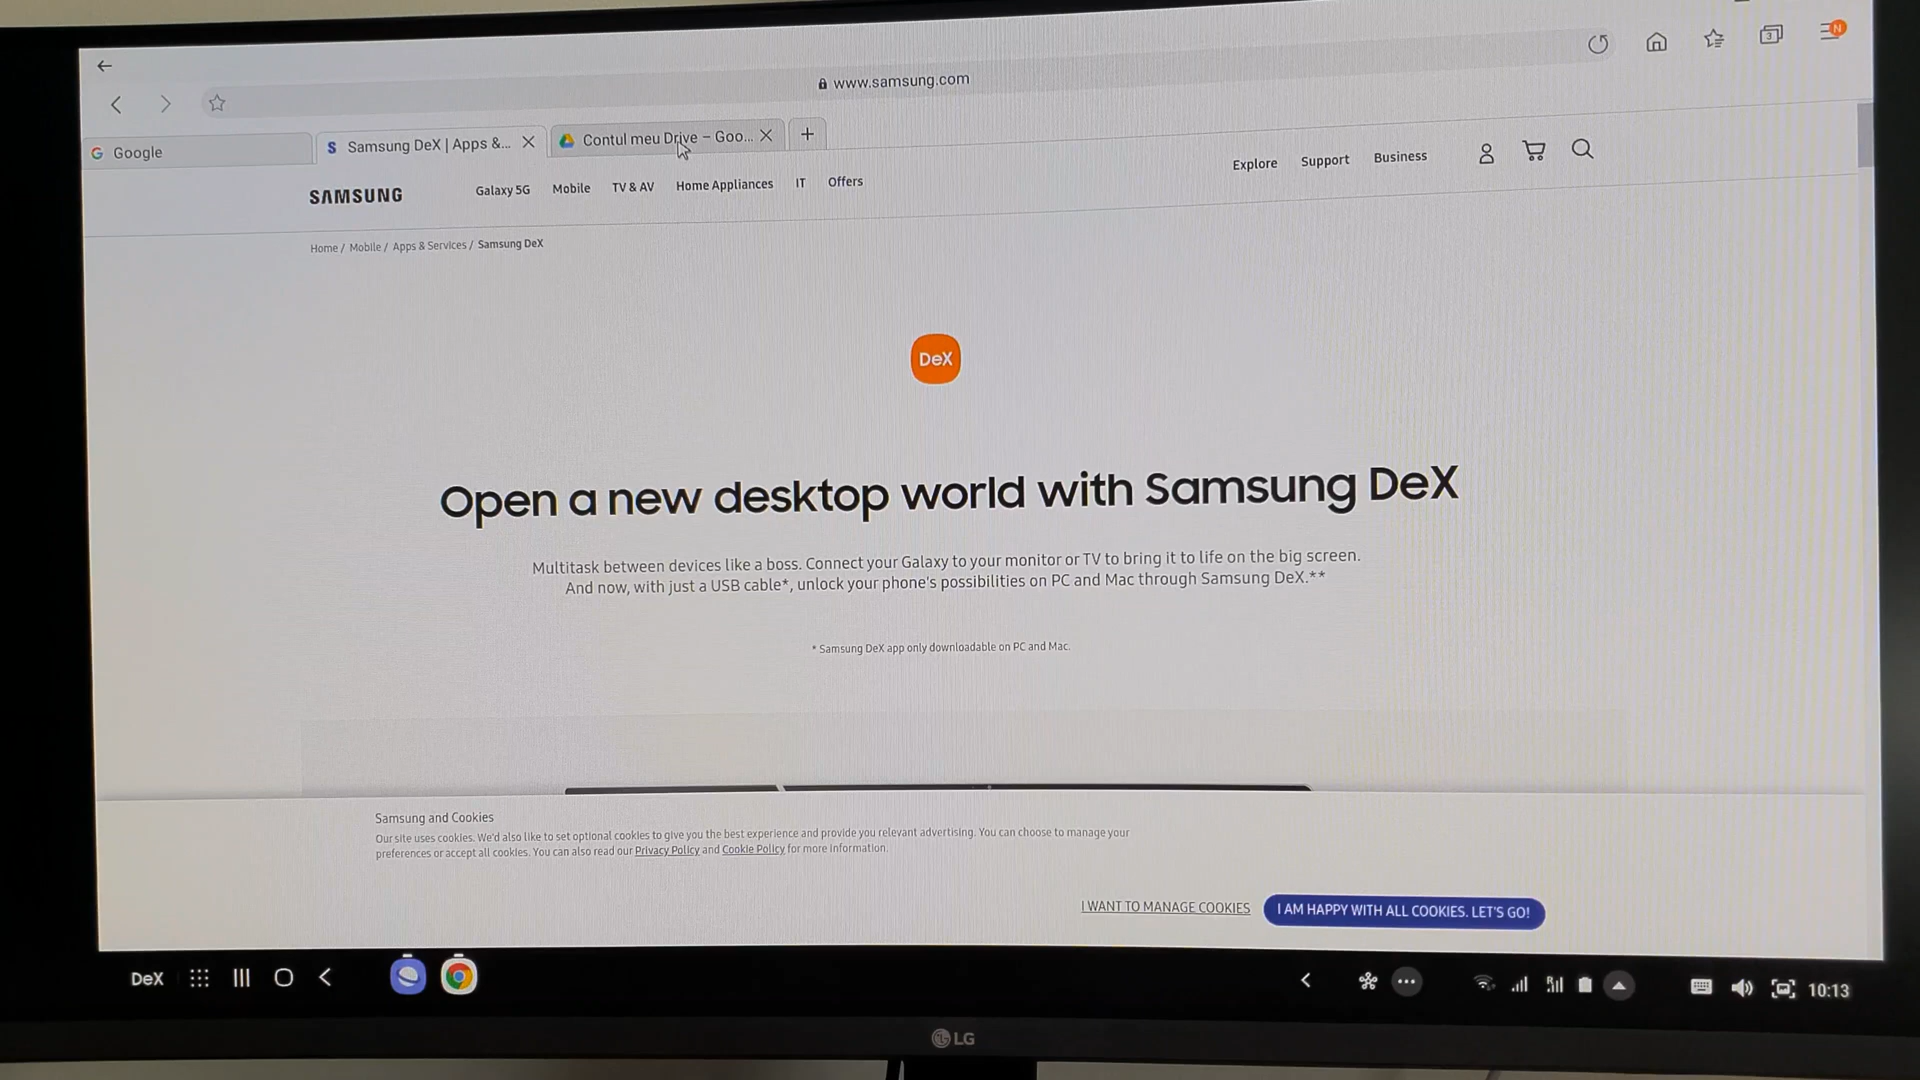 www.samsung.com
3
N
Google
Samsung DeX | Apps &...
Contul meu Drive – Goo...
SAMSUNG
Galaxy 5G
Mobile
TV & AV
Home Appliances
IT
Offers
Explore
Support
Business
Home / Mobile / Apps & Services / Samsung DeX
DeX
Open a new desktop world with Samsung DeX
Multitask between devices like a boss. Connect your Galaxy to your monitor or TV to bring it to life on the big screen.
And now, with just a USB cable*, unlock your phone's possibilities on PC and Mac through Samsung DeX.**
* Samsung DeX app only downloadable on PC and Mac.
Samsung and Cookies
Our site uses cookies. We'd also like to set optional cookies to give you the best experience and provide you relevant advertising. You can choose to manage your
preferences or accept all cookies. You can also read our Privacy Policy and Cookie Policy for more information.
I WANT TO MANAGE COOKIES
I AM HAPPY WITH ALL COOKIES. LET'S GO!
DeX
R
10:13
LG